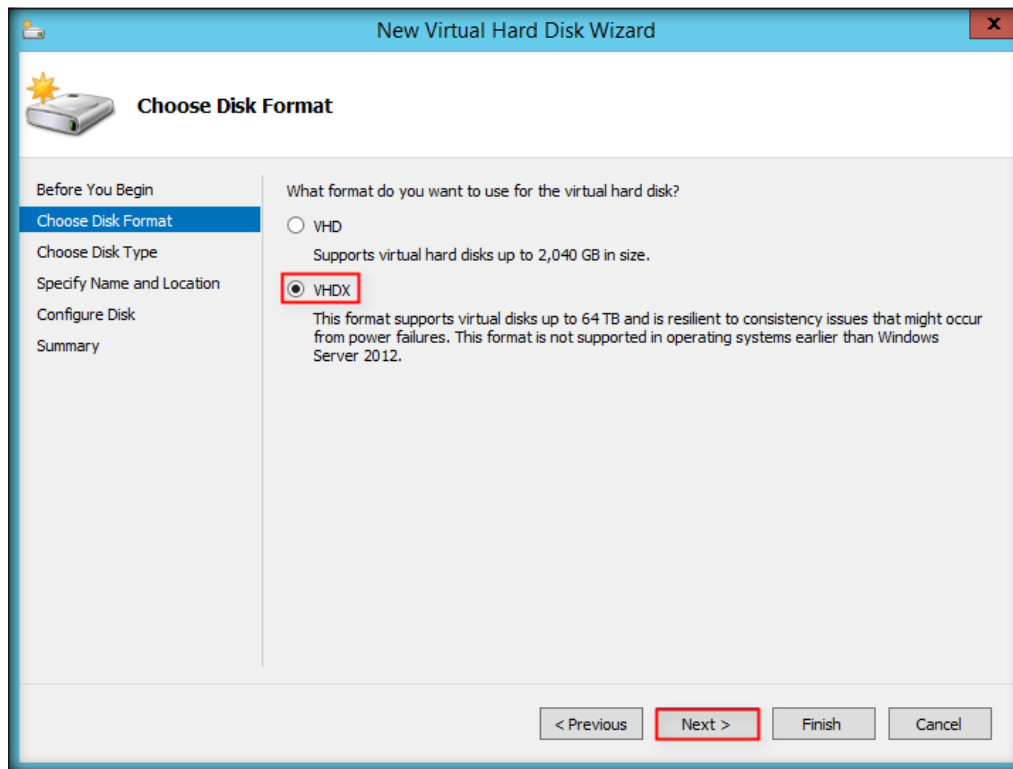 New Virtual Hard Disk Wizard
x
Choose Disk Format
Before You Begin
Choose Disk Format
Choose Disk Type
Specify Name and Location
Configure Disk
Summary
What format do you want to use for the virtual hard disk?
VHD
Supports virtual hard disks up to 2,040 GB in size.
VHDX
This format supports virtual disks up to 64 TB and is resilient to consistency issues that might occur
from power failures. This format is not supported in operating systems earlier than Windows
Server 2012.
< Previous
Next >
Finish
Cancel